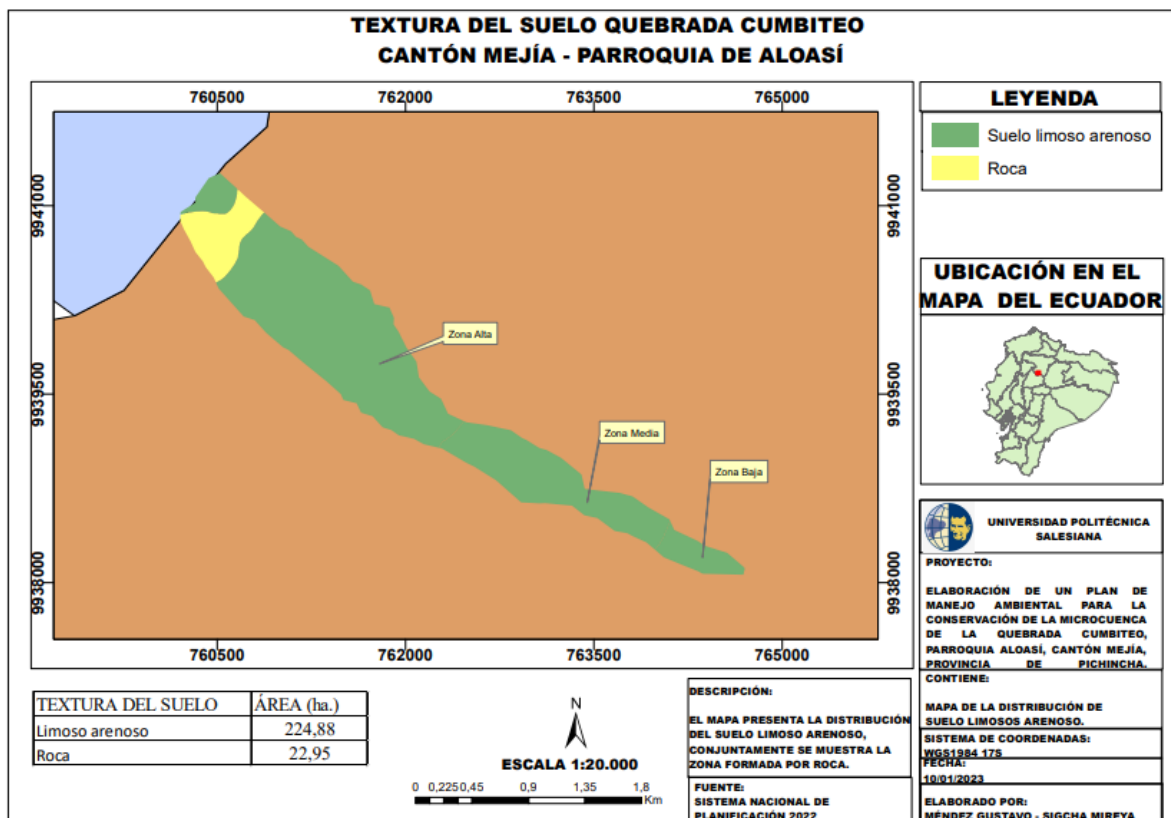 TEXTURA DEL SUELO QUEBRADA CUMBITEO
CANTÓN MEJÍA - PARROQUIA DE ALOASÍ
760500 762000 763500 765000
9941000 9941000
9939500 9939500
9938000 9938000
760500 762000 763500 765000
Zona Alta
Zona Media
Zona Baja
LEYENDA
Suelo limoso arenoso
Roca
UBICACIÓN EN EL
MAPA DEL ECUADOR
UNIVERSIDAD POLITÉCNICA
SALESIANA
PROYECTO:
ELABORACIÓN DE UN PLAN DE
MANEJO AMBIENTAL PARA LA
CONSERVACIÓN DE LA MICROCUENCA
DE LA QUEBRADA CUMBITEO,
PARROQUIA ALOASÍ, CANTÓN MEJÍA,
PROVINCIA DE PICHINCHA.
CONTIENE:
MAPA DE LA DISTRIBUCIÓN DE
SUELO LIMOSOS ARENOSO.
SISTEMA DE COORDENADAS:
WGS1984 17S
FECHA:
10/01/2023
ELABORADO POR:
MÉNDEZ GUSTAVO - SIGCHA MIREYA
TEXTURA DEL SUELO ÁREA (ha.)
Limoso arenoso 224,88
Roca 22,95
N
ESCALA 1:20.000
0 0,225 0,45 0,9 1,35 1,8
Km
DESCRIPCIÓN:
EL MAPA PRESENTA LA DISTRIBUCIÓN
DEL SUELO LIMOSO ARENOSO,
CONJUNTAMENTE SE MUESTRA LA
ZONA FORMADA POR ROCA.
FUENTE:
SISTEMA NACIONAL DE
PLANIFICACIÓN 2022